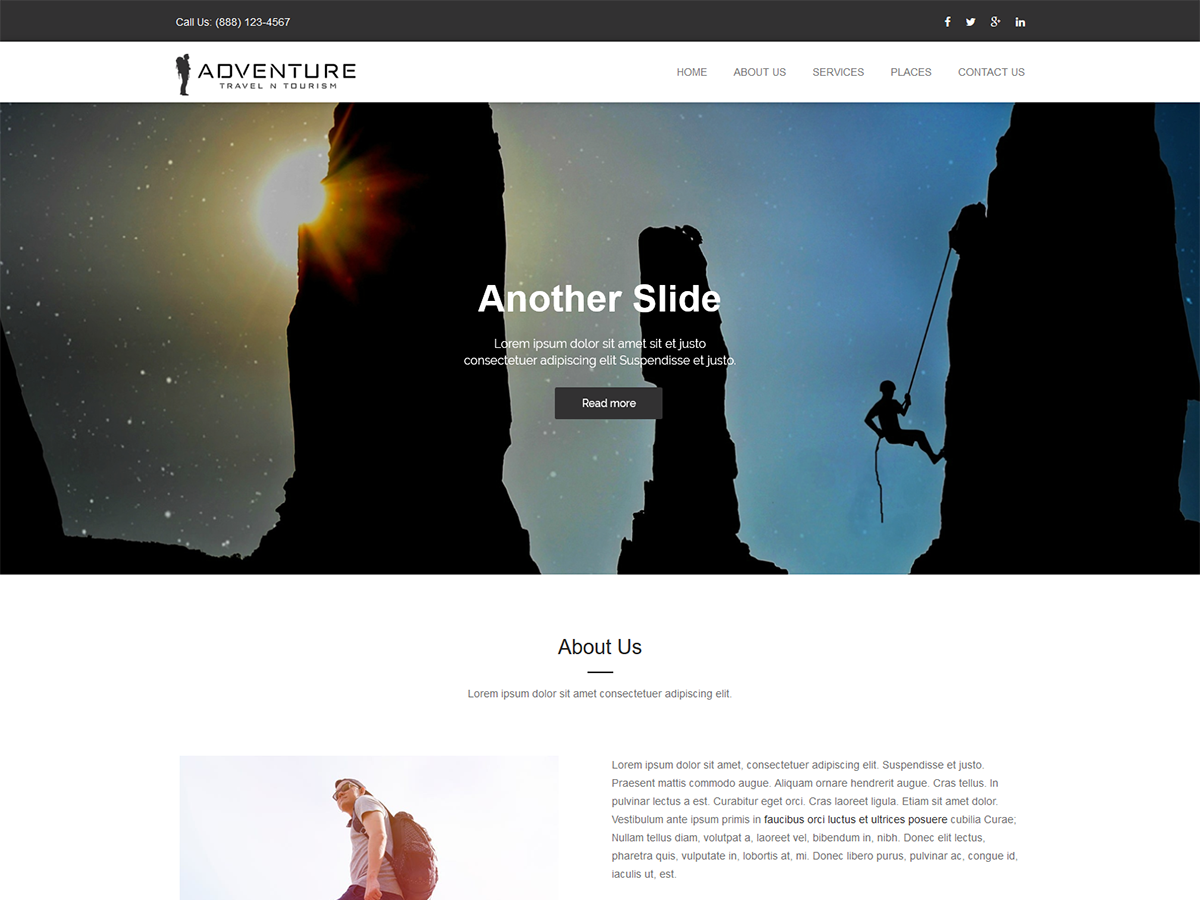 Call Us: (888) 123-4567
ADVENTURE
TRAVEL N TOURISM
HOME ABOUT US SERVICES PLACES CONTACT US
Another Slide
Lorem ipsum dolor sit amet sit et justo
consectetuer adipiscing elit Suspendisse et justo.
Read more
About Us
Lorem ipsum dolor sit amet consectetuer adipiscing elit.
Lorem ipsum dolor sit amet, consectetuer adipiscing elit. Suspendisse et justo.
Praesent mattis commodo augue. Aliquam ornare hendrerit augue. Cras tellus. In
pulvinar lectus a est. Curabitur eget orci. Cras laoreet ligula. Etiam sit amet dolor.
Vestibulum ante ipsum primis in faucibus orci luctus et ultrices posuere cubilia Curae;
Nullam tellus diam, volutpat a, laoreet vel, bibendum in, nibh. Donec elit lectus,
pharetra quis, vulputate in, lobortis at, mi. Donec libero purus, pulvinar ac, congue id,
iaculis ut, est.